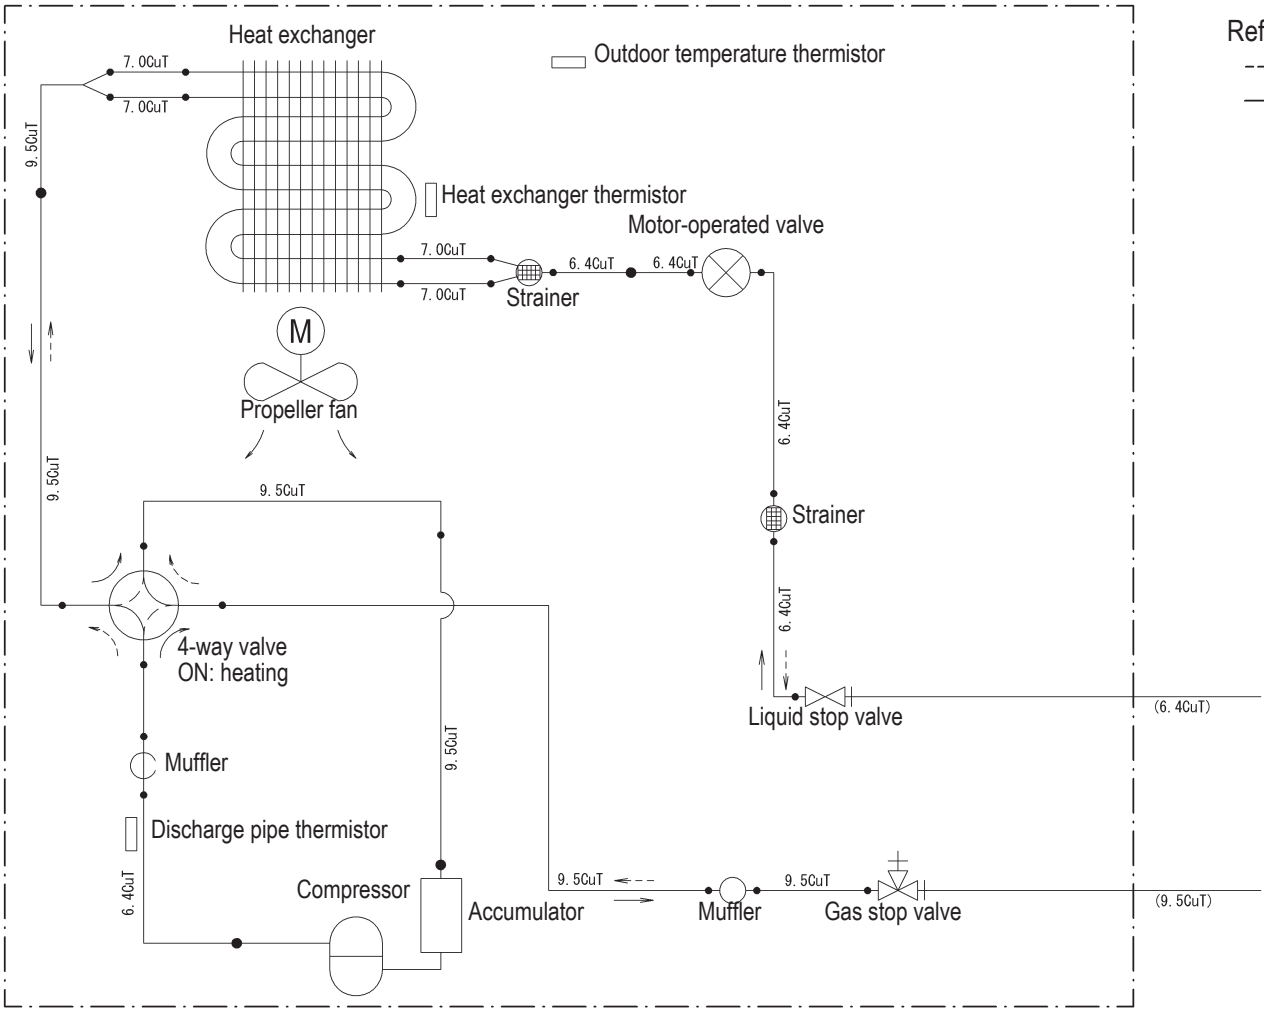 Heat exchanger
Outdoor temperature thermistor
Ref
7.0CuT
7.0CuT
9.5CuT
Heat exchanger thermistor
Motor-operated valve
7.0CuT
6.4CuT
6.4CuT
7.0CuT
Strainer
M
Propeller fan
6.4CuT
9.5CuT
9.5CuT
Strainer
6.4CuT
4-way valve
ON: heating
Liquid stop valve
(6.4CuT)
9.5CuT
Muffler
Discharge pipe thermistor
6.4CuT
Compressor
Accumulator
9.5CuT
9.5CuT
Muffler
Gas stop valve
(9.5CuT)